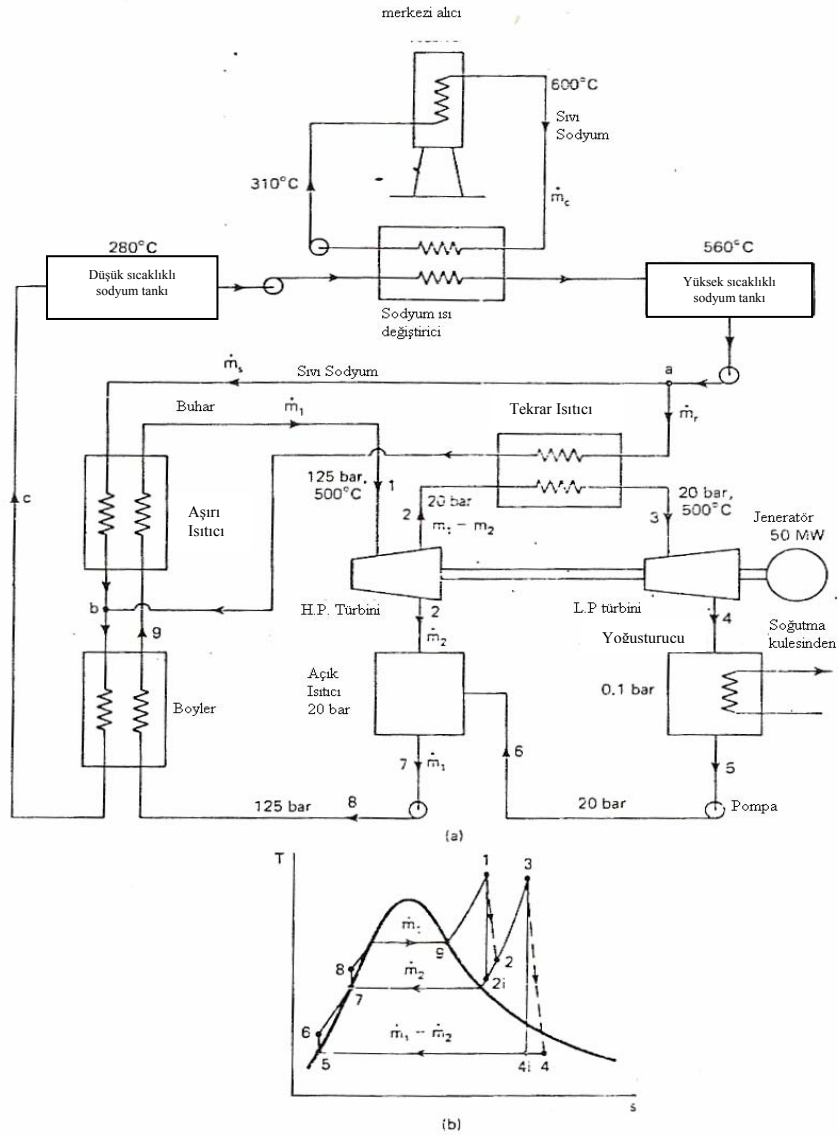 merkezi alıcı
600°C
Sıvı
Sodyum
310°C
ṁc
280°C
560°C
Düşük sıcaklıklı
sodyum tankı
Yüksek sıcaklıklı
sodyum tankı
Sodyum ısı
değiştirici
ṁs
Sıvı Sodyum
a
Buhar
ṁ1
Tekrar Isıtıcı
ṁr
125 bar,
500°C
1
20 bar
2
ṁ1 − ṁ2
20 bar,
500°C
3
Jeneratör
50 MW
c
Aşırı
Isıtıcı
b
9
H.P. Türbini
L.P türbini
2
ṁ2
4
Soğutma
kulesinden
Yoğusturucu
Açık
Isıtıcı
20 bar
0.1 bar
Boyler
7
ṁ1
6
5
125 bar
8
20 bar
Pompa
(a)
T
1
3
ṁ1
9
2
8
ṁ2
2i
7
6
ṁ1 − ṁ2
5
4i
4
s
(b)